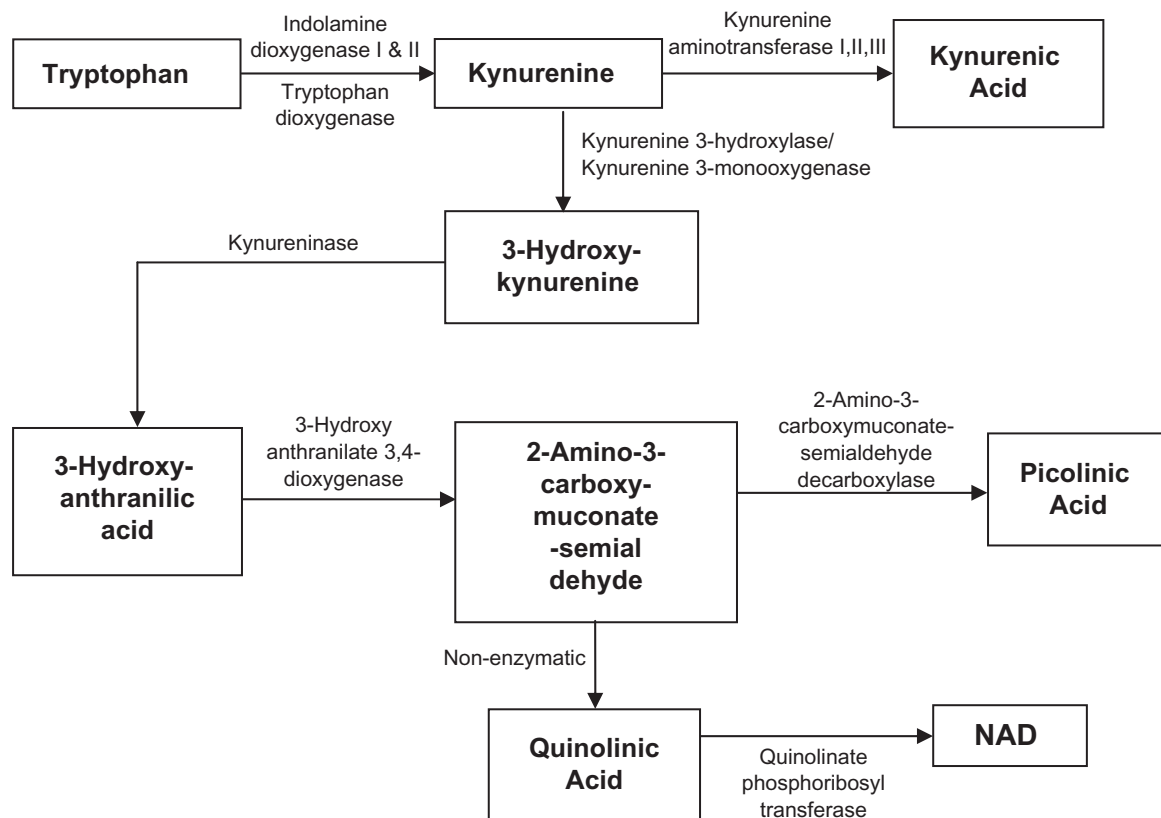 Tryptophan
Indolamine
dioxygenase I & II
Tryptophan
dioxygenase
Kynurenine
Kynurenine
aminotransferase I,II,III
Kynurenic
Acid
Kynurenine 3-hydroxylase/
Kynurenine 3-monooxygenase
3-Hydroxy-
kynurenine
Kynureninase
3-Hydroxy-
anthranilic
acid
3-Hydroxy
anthranilate 3,4-
dioxygenase
2-Amino-3-
carboxy-
muconate
-semial
dehyde
2-Amino-3-
carboxymuconate-
semialdehyde
decarboxylase
Picolinic
Acid
Non-enzymatic
Quinolinic
Acid
Quinolinate
phosphoribosyl
transferase
NAD